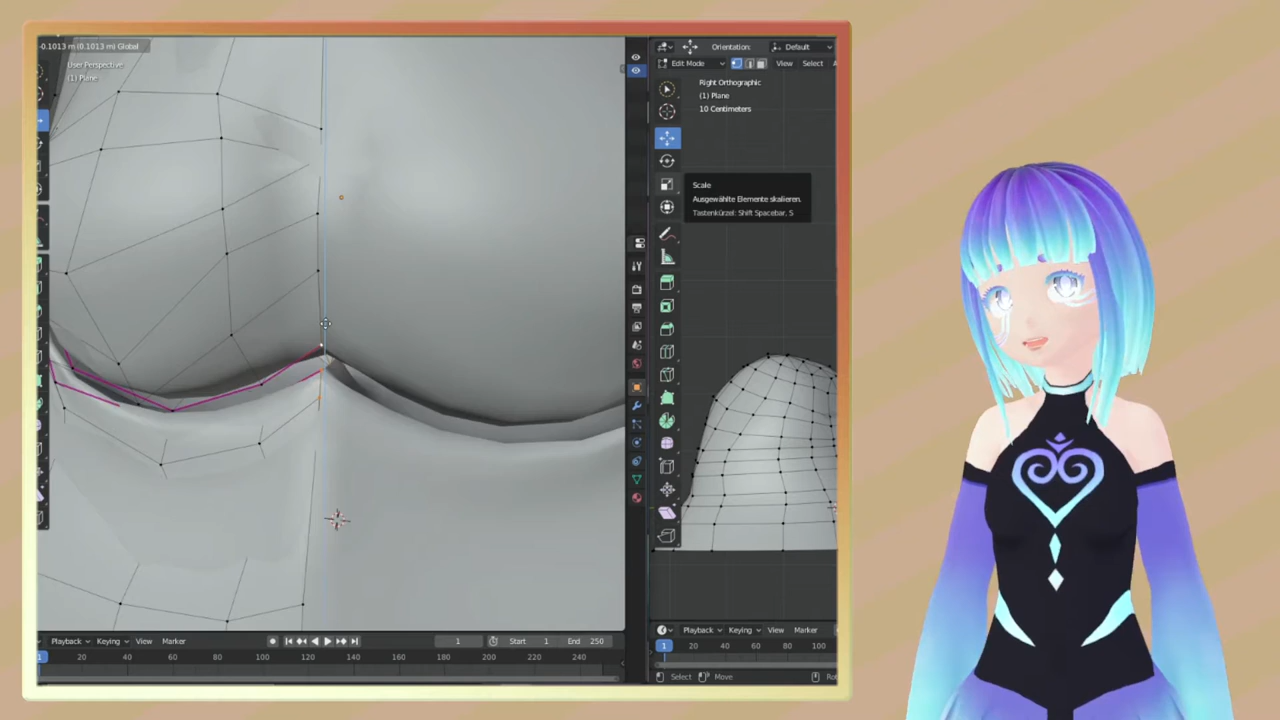 -0.1013 m (0.1013 m) Global
User Perspective
(1) Plane
Orientation:
Default
Edit Mode
View
Select
Right Orthographic
(1) Plane
10 Centimeters
Scale
Ausgewählte Elemente skalieren.
Tastenkürzel: Shift Spacebar, S
Playback
Keying
View
Marker
1
Start
1
End
250
1
20
40
60
80
100
120
140
160
180
200
220
240
Playback
Keying
View
Marker
1
20
40
60
80
100
Select
Move